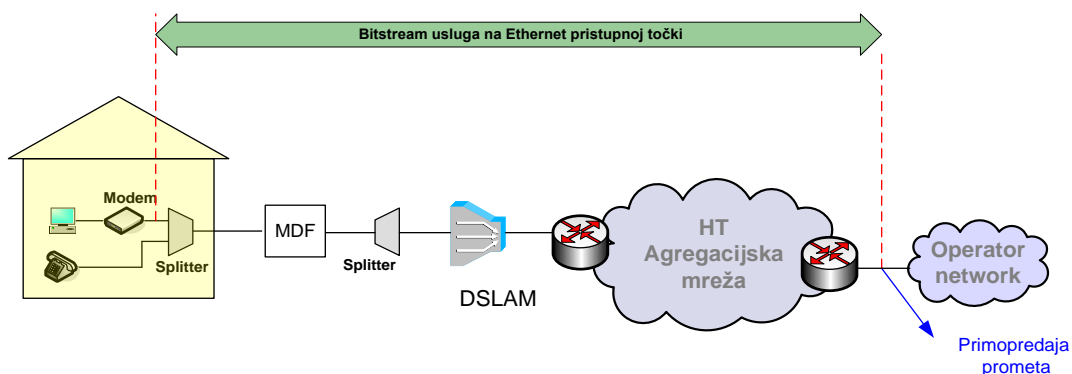 Bitstream usluga na Ethernet pristupnoj točki
Modem
Splitter
MDF
Splitter
DSLAM
HT
Agregacijska
mreža
Operator
network
Primopredaja
prometa